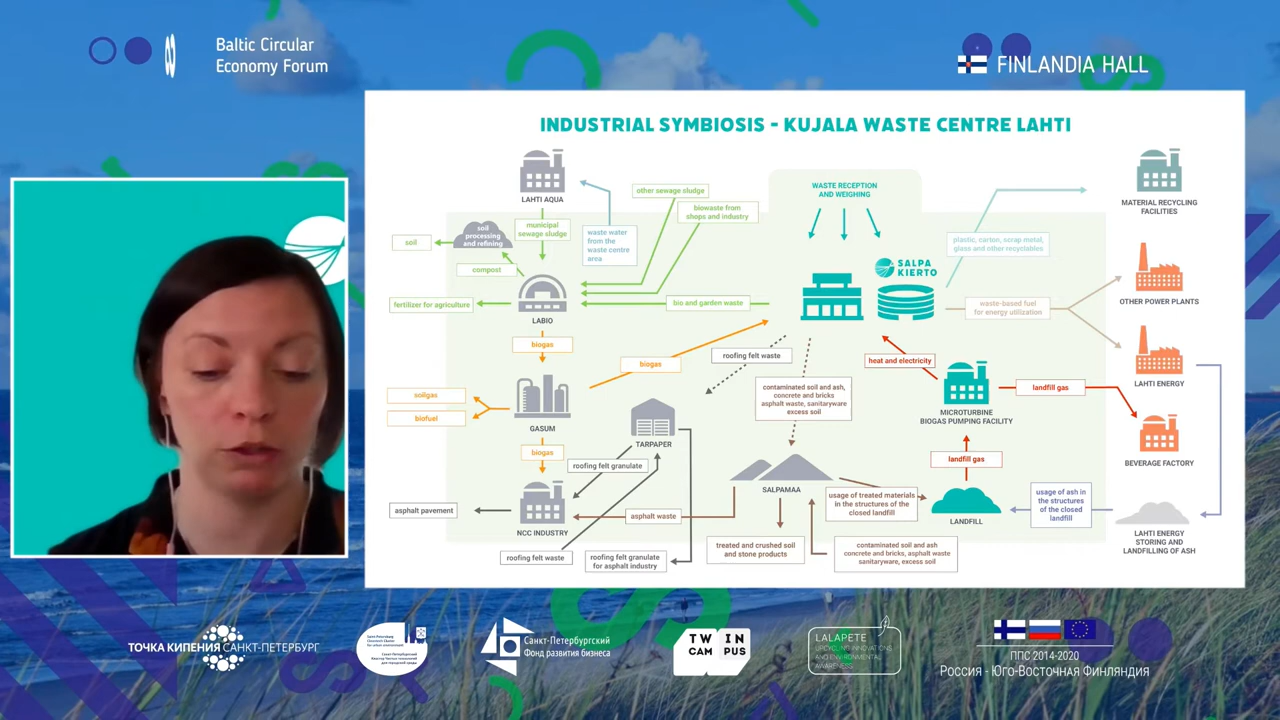 Baltic Circular
Economy Forum
FINLANDIA HALL
INDUSTRIAL SYMBIOSIS - KUJALA WASTE CENTRE LAHTI
LAHTI AQUA
other sewage sludge
biowaste from
shops and industry
WASTE RECEPTION
AND WEIGHING
MATERIAL RECYCLING
FACILITIES
soil
soil
processing
and refining
municipal
sewage sludge
waste water
from the
waste centre
area
compost
plastic, carton, scrap metal,
glass and other recyclables
SALPA
KIERTO
fertilizer for agriculture
LABIO
bio and garden waste
waste-based fuel
for energy utilization
OTHER POWER PLANTS
biogas
biogas
roofing felt waste
heat and electricity
LAHTI ENERGY
soilgas
biofuel
GASUM
TARPAPER
contaminated soil and ash,
concrete and bricks
asphalt waste, sanitaryware
excess soil
MICROTURBINE
BIOGAS PUMPING FACILITY
landfill gas
BEVERAGE FACTORY
biogas
roofing felt granulate
landfill gas
SALPAMAA
asphalt pavement
NCC INDUSTRY
asphalt waste
usage of treated materials
in the structures of the
closed landfill
LANDFILL
usage of ash in
the structures
of the closed
landfill
LAHTI ENERGY
STORING AND
LANDFILLING OF ASH
roofing felt waste
roofing felt granulate
for asphalt industry
treated and crushed soil
and stone products
contaminated soil and ash
concrete and bricks, asphalt waste
sanitaryware, excess soil
ТОЧКА КИПЕНИЯ САНКТ-ПЕТЕРБУРГ
Санкт-Петербургский
Фонд развития бизнеса
TW IN
CAM PUS
LALAPETE
UPCYCLING INNOVATIONS
AND ENVIRONMENTAL
AWARENESS
ППС 2014-2020
Россия - Юго-Восточная Финляндия